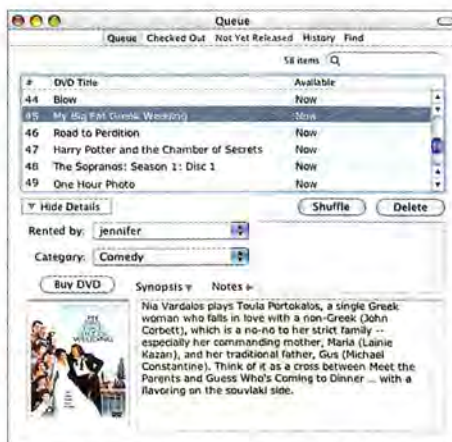 Queue
Queue Checked Out Not Yet Released History Find
58 items
# DVD Title Available
44 Blow Now
45 My Big Fat Greek Wedding Now
46 Road to Perdition Now
47 Harry Potter and the Chamber of Secrets Now
48 The Sopranos: Season 1: Disc 1 Now
49 One Hour Photo Now
Hide Details Shuffle Delete
Rented by: jennifer
Category: Comedy
Buy DVD Synopsis Notes
Nia Vardalos plays Toula Portokalos, a single Greek
woman who falls in love with a non-Greek (John
Corbett), which is a no-no to her strict family --
especially her commanding mother, Maria (Lainie
Kazan), and her traditional father, Gus (Michael
Constantine). Think of it as a cross between Meet the
Parents and Guess Who's Coming to Dinner ... with a
flavoring on the souvlaki side.
MY
BIG
FAT
GREEK
WEDDING